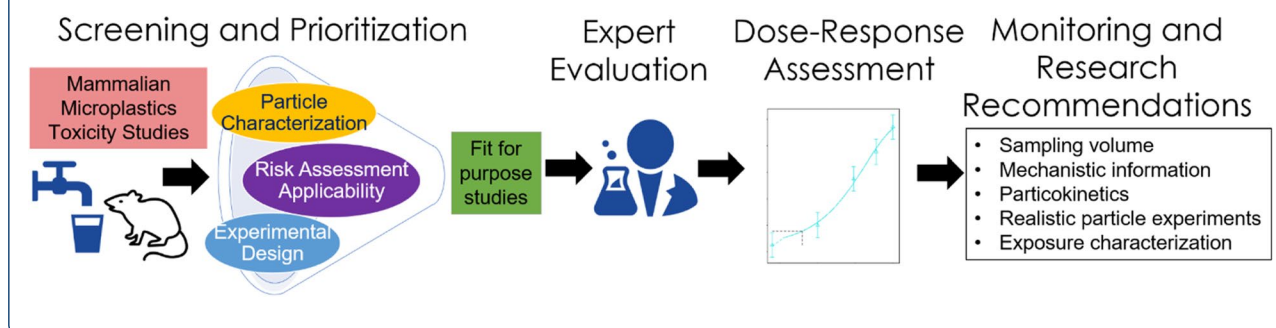 Screening and Prioritization
Mammalian
Microplastics
Toxicity Studies
Particle
Characterization
Risk Assessment
Applicability
Experimental
Design
Fit for
purpose
studies
Expert
Evaluation
Dose-Response
Assessment
Monitoring and
Research
Recommendations
• Sampling volume
• Mechanistic information
• Particokinetics
• Realistic particle experiments
• Exposure characterization